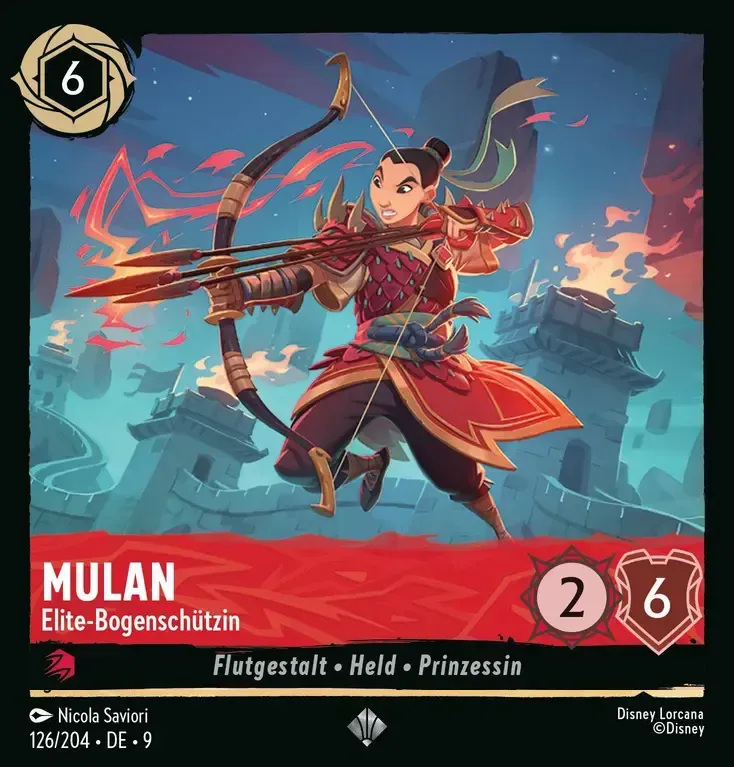 6
MULAN
Elite-Bogenschützin
2
6
Flutgestalt • Held • Prinzessin
Nicola Saviori
126/204 • DE • 9
Disney Lorcana
©Disney